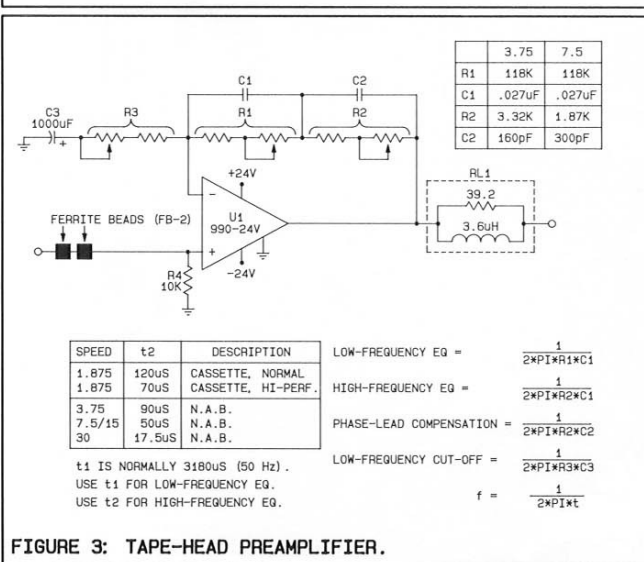 3.75 7.5
R1 118K 118K
C1 .027uF .027uF
R2 3.32K 1.87K
C2 160pF 300pF
C1 C2
C3
1000uF
+
R3 R1 R2
+24V
-
U1
990-24V
+
-24V
FERRITE BEADS (FB-2)
R4
10K
RL1
39.2
3.6uH
SPEED t2 DESCRIPTION
1.875 120uS CASSETTE, NORMAL
1.875 70uS CASSETTE, HI-PERF.
3.75 90uS N.A.B.
7.5/15 50uS N.A.B.
30 17.5uS N.A.B.
t1 IS NORMALLY 3180uS (50 Hz).
USE t1 FOR LOW-FREQUENCY EQ.
USE t2 FOR HIGH-FREQUENCY EQ.
LOW-FREQUENCY EQ = 1
2*PI*R1*C1
HIGH-FREQUENCY EQ = 1
2*PI*R2*C1
PHASE-LEAD COMPENSATION = 1
2*PI*R2*C2
LOW-FREQUENCY CUT-OFF = 1
2*PI*R3*C3
f = 1
2*PI*t
FIGURE 3: TAPE-HEAD PREAMPLIFIER.